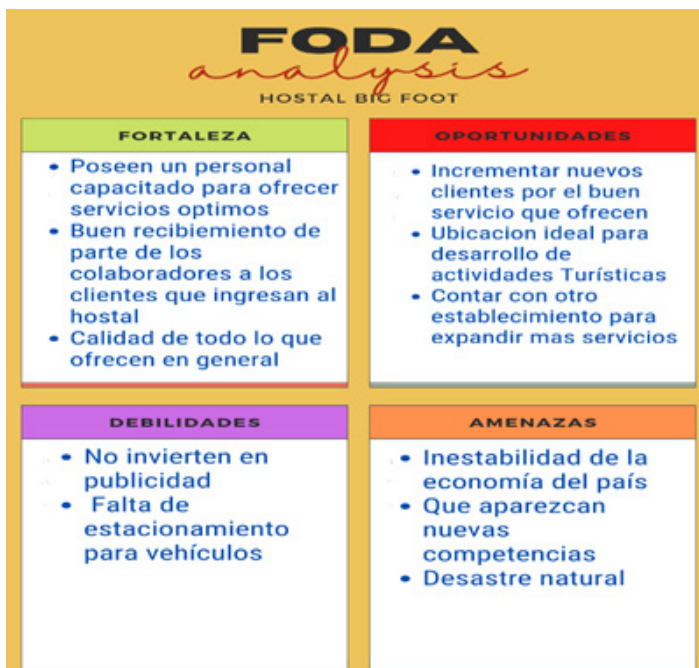 FODA
analysis
HOSTAL BIG FOOT
FORTALEZA
• Poseen un personal
capacitado para ofrecer
servicios optimos
• Buen recibiemiento de
parte de los
colaboradores a los
clientes que ingresan al
hostal
• Calidad de todo lo que
ofrecen en general
OPORTUNIDADES
• Incrementar nuevos
clientes por el buen
servicio que ofrecen
• Ubicacion ideal para
desarrollo de
actividades Turísticas
• Contar con otro
establecimiento para
expandir mas servicios
DEBILIDADES
• No invierten en
publicidad
• Falta de
estacionamiento
para vehículos
AMENAZAS
• Inestabilidad de la
economía del país
• Que aparezcan
nuevas
competencias
• Desastre natural